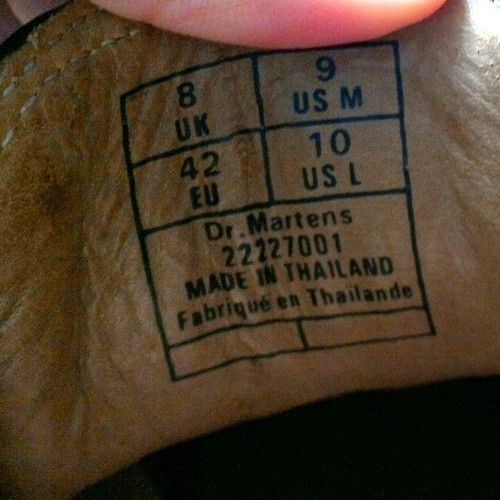 8 UK
9 US M
42 EU
10 US L
Dr. Martens
22227001
MADE IN THAILAND
Fabriqué en Thaïlande